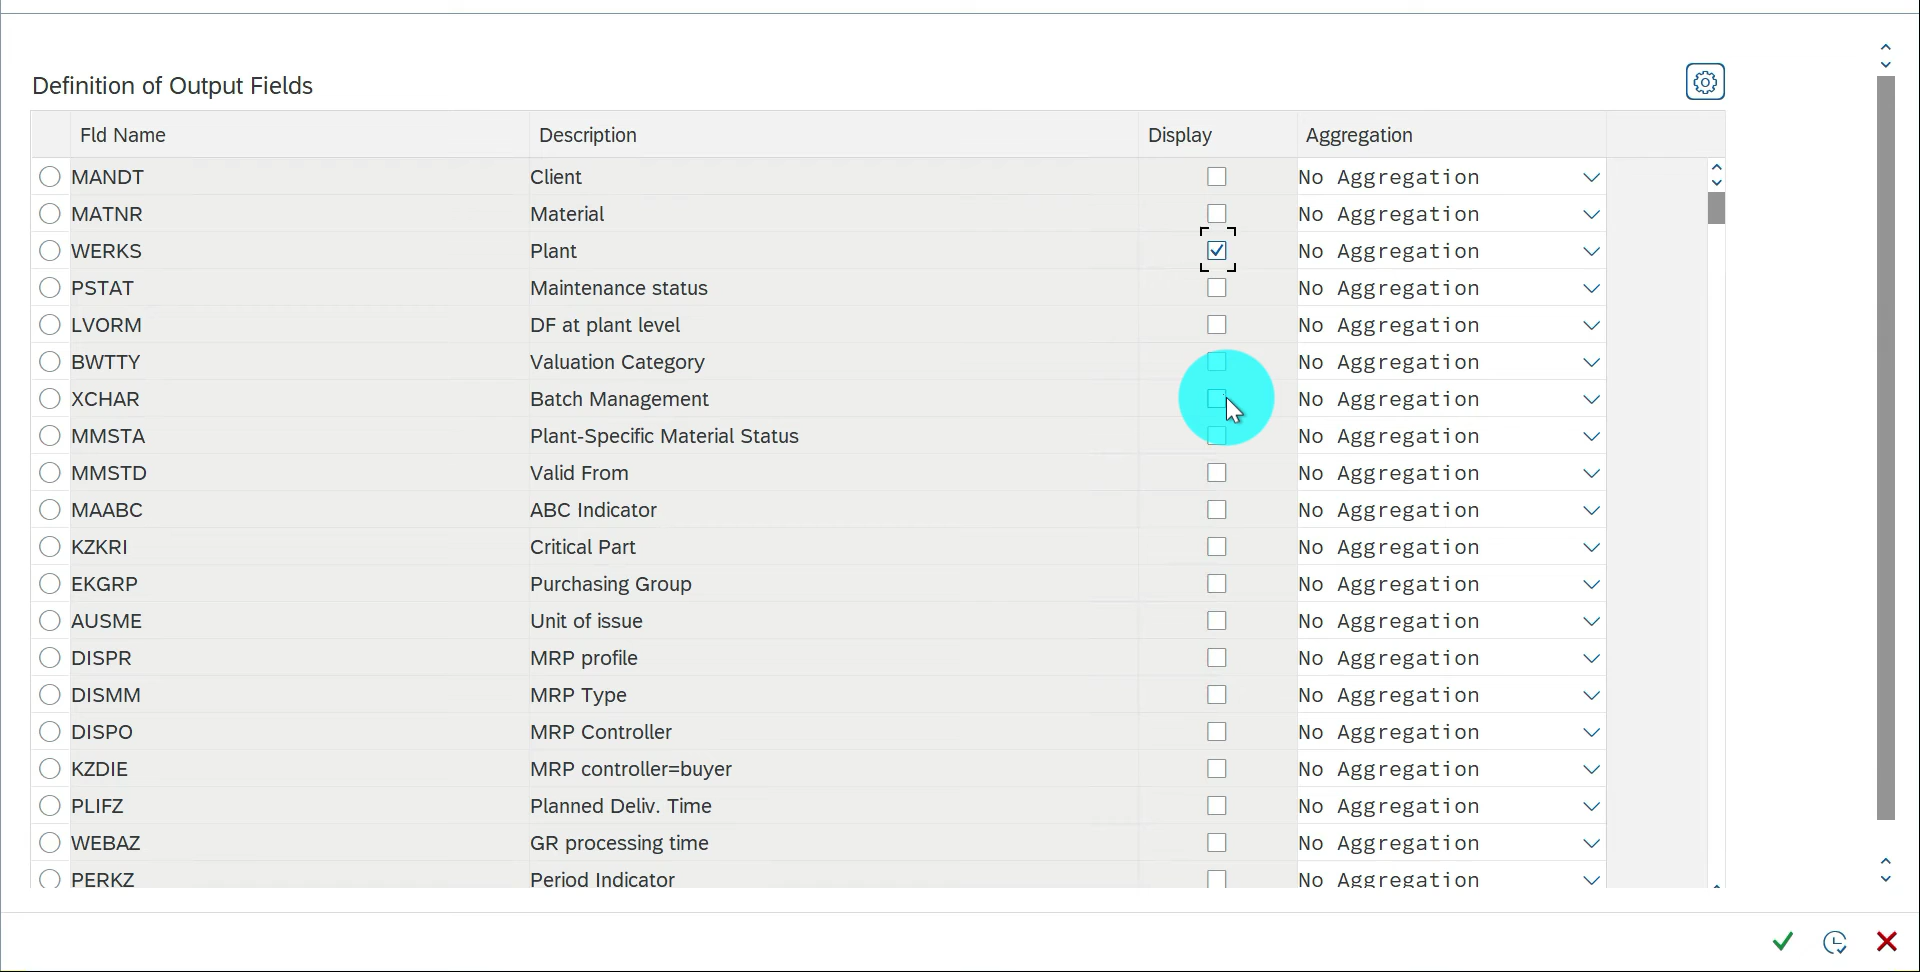 Definition of Output Fields
Fld Name Description Display Aggregation
MANDT Client No Aggregation
MATNR Material No Aggregation
WERKS Plant No Aggregation
PSTAT Maintenance status No Aggregation
LVORM DF at plant level No Aggregation
BWTTY Valuation Category No Aggregation
XCHAR Batch Management No Aggregation
MMSTA Plant-Specific Material Status No Aggregation
MMSTD Valid From No Aggregation
MAABC ABC Indicator No Aggregation
KZKRI Critical Part No Aggregation
EKGRP Purchasing Group No Aggregation
AUSME Unit of issue No Aggregation
DISPR MRP profile No Aggregation
DISMM MRP Type No Aggregation
DISPO MRP Controller No Aggregation
KZDIE MRP controller=buyer No Aggregation
PLIFZ Planned Deliv. Time No Aggregation
WEBAZ GR processing time No Aggregation
PERKZ Period Indicator No Aggregation